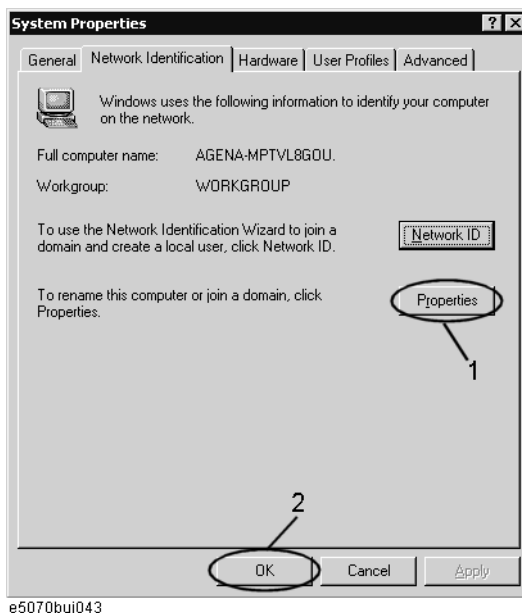 System Properties
General Network Identification Hardware User Profiles Advanced
Windows uses the following information to identify your computer
on the network.
Full computer name: AGENA-MPTVL8GOU.
Workgroup: WORKGROUP
To use the Network Identification Wizard to join a
domain and create a local user, click Network ID.
Network ID
To rename this computer or join a domain, click
Properties.
Properties
1
2
OK Cancel Apply
e5070buj043